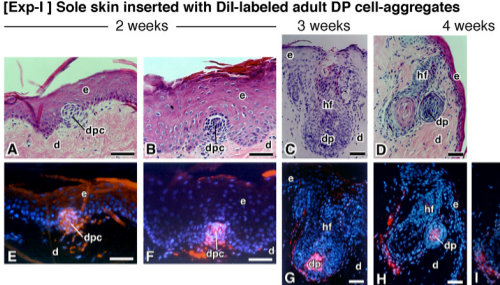 [Exp-I ] Sole skin inserted with DiI-labeled adult DP cell-aggregates
2 weeks 3 weeks 4 weeks
e
dpc
d
A
e
dpc
d
B
e
hf
dp
d
C
hf
e
dp
d
D
e
dpc
d
E
e
dpc
d
F
e
hf
dp
d
G
hf
e
dp
d
H
I